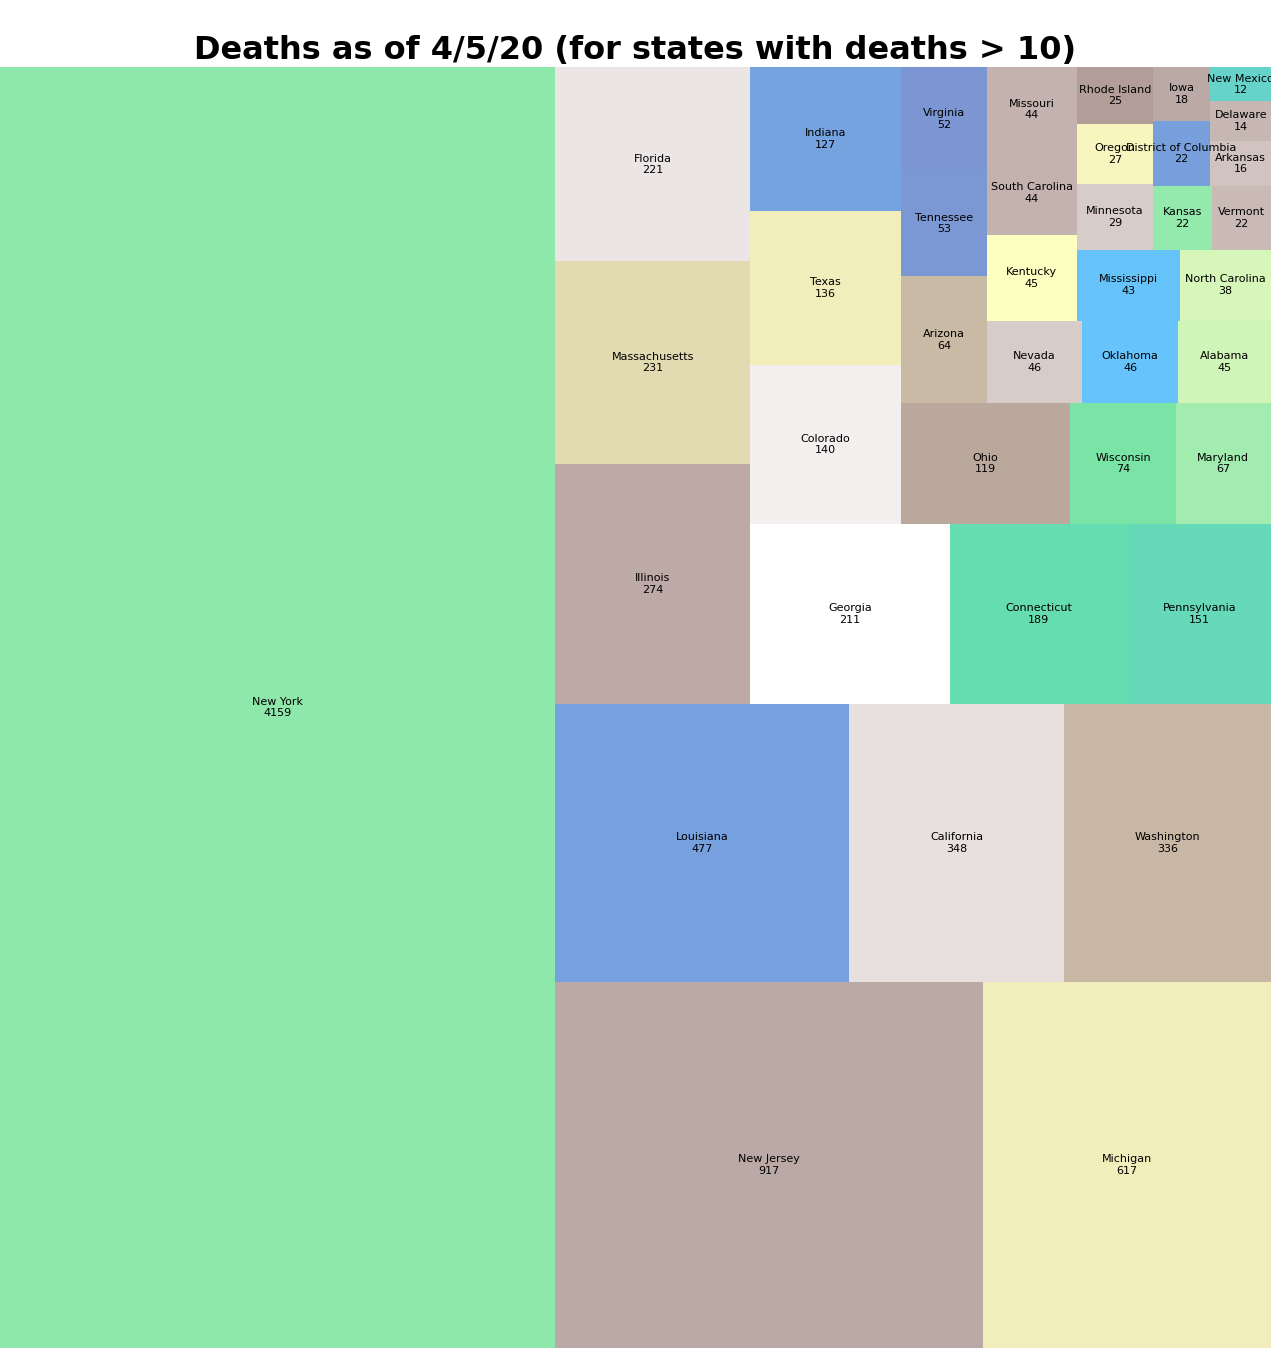 Deaths as of 4/5/20 (for states with deaths > 10)
New York
4159
Florida
221
Massachusetts
231
Illinois
274
Indiana
127
Texas
136
Colorado
140
Virginia
52
Tennessee
53
Arizona
64
Missouri
44
South Carolina
44
Kentucky
45
Nevada
46
Rhode Island
25
Oregon
27
Minnesota
29
Iowa
18
District of Columbia
22
Kansas
22
New Mexico
12
Delaware
14
Arkansas
16
Vermont
22
Mississippi
43
North Carolina
38
Oklahoma
46
Alabama
45
Ohio
119
Wisconsin
74
Maryland
67
Georgia
211
Connecticut
189
Pennsylvania
151
Louisiana
477
California
348
Washington
336
New Jersey
917
Michigan
617